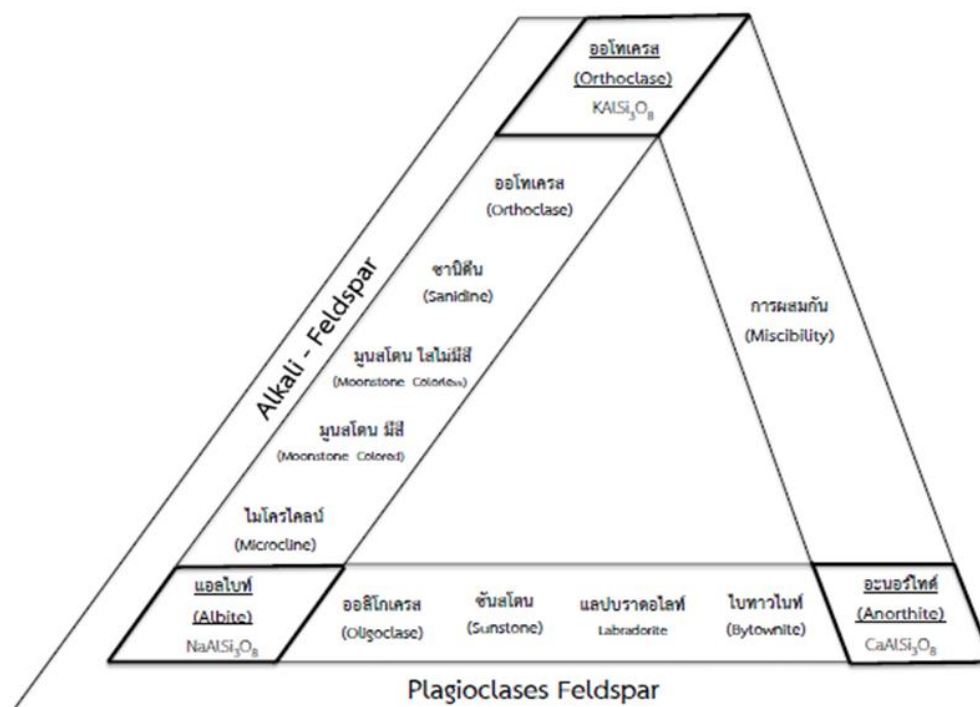 ออโทเครส
(Orthoclase)
KAlSi₃O₈
ออโทเครส
(Orthoclase)
ซานิดีน
(Sanidine)
มูนสโตน ใสไม่มีสี
(Moonstone Colorless)
มูนสโตน มีสี
(Moonstone Colored)
ไมโครไคลน์
(Microcline)
Alkali - Feldspar
การผสมกัน
(Miscibility)
แอลไบท์
(Albite)
NaAlSi₃O₈
ออลิโกเครส
(Oligoclase)
ซันสโตน
(Sunstone)
แลปบราดอไลท์
Labradorite
ไบทาวไนท์
(Bytownite)
อะนอร์ไทต์
(Anorthite)
CaAlSi₃O₈
Plagioclases Feldspar